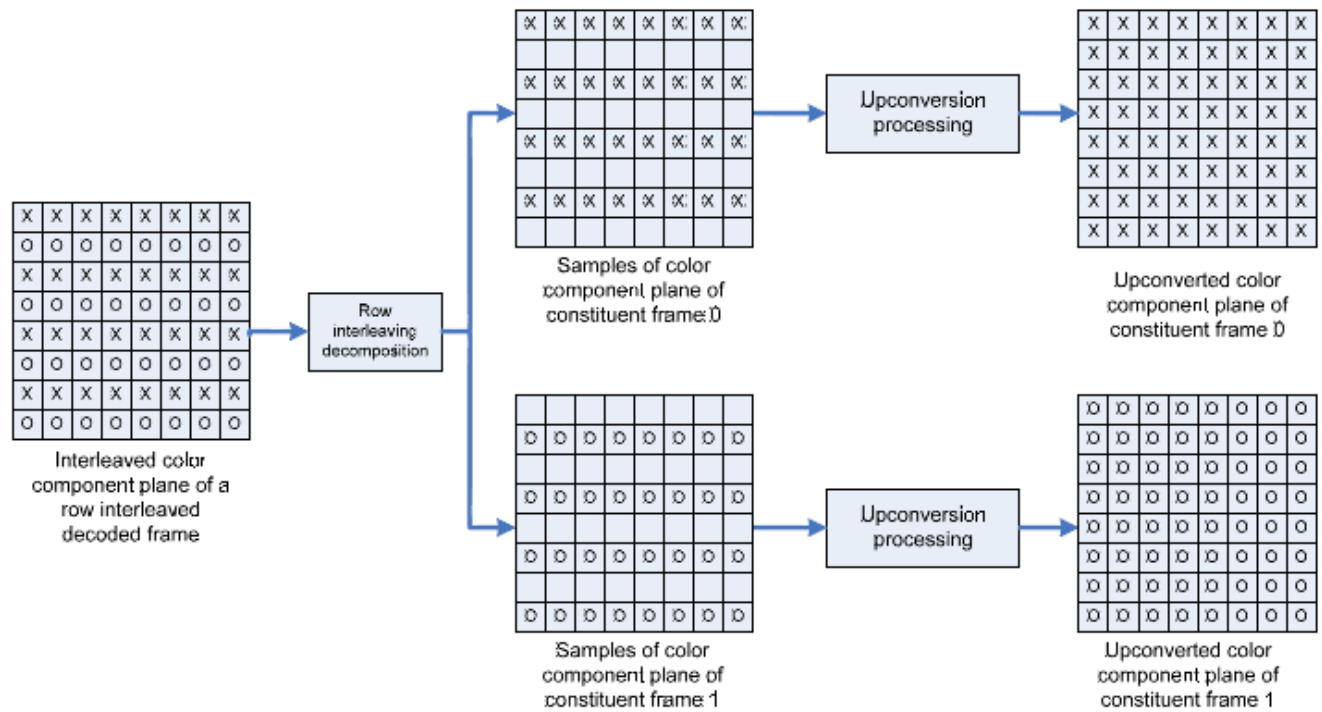 X X X X X X X X
X X X X X X X X
X X X X X X X X
X X X X X X X X
Samples of color
component plane of
constituent frame 0
Upconversion
processing
X X X X X X X X
X X X X X X X X
X X X X X X X X
X X X X X X X X
X X X X X X X X
X X X X X X X X
X X X X X X X X
X X X X X X X X
Upconverted color
component plane of
constituent frame 0
X X X X X X X X
O O O O O O O O
X X X X X X X X
O O O O O O O O
X X X X X X X X
O O O O O O O O
X X X X X X X X
O O O O O O O O
Interleaved color
component plane of a
row interleaved
decoded frame
Row
interleaving
decomposition
O O O O O O O O
O O O O O O O O
O O O O O O O O
O O O O O O O O
Samples of color
component plane of
constituent frame 1
Upconversion
processing
O O O O O O O O
O O O O O O O O
O O O O O O O O
O O O O O O O O
O O O O O O O O
O O O O O O O O
O O O O O O O O
O O O O O O O O
Upconverted color
component plane of
constituent frame 1